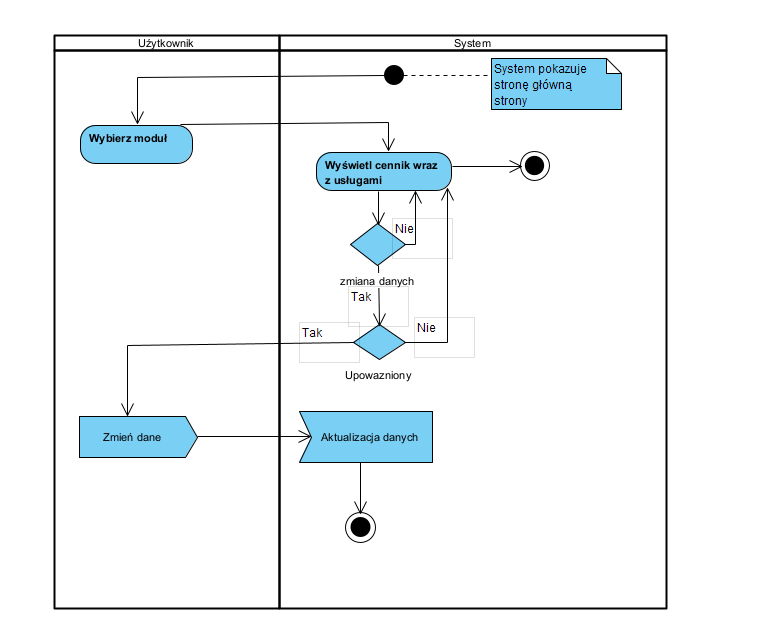 Użytkownik
System
System pokazuje
stronę główną
strony
Wybierz moduł
Wyświetl cennik wraz
z usługami
Nie
zmiana danych
Tak
Tak
Nie
Upowazniony
Zmień dane
Aktualizacja danych